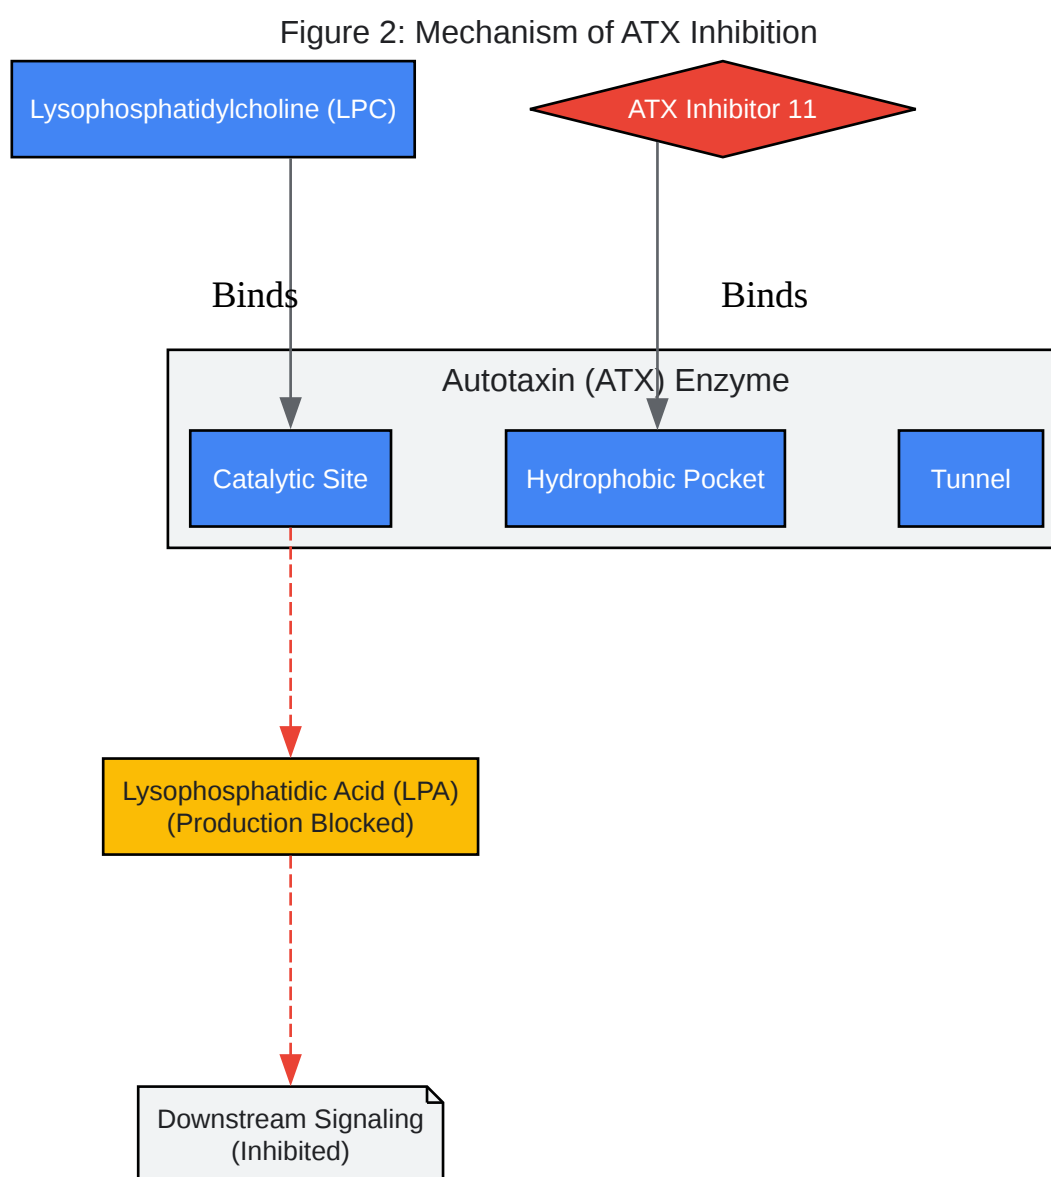 Figure 2: Mechanism of ATX Inhibition
Lysophosphatidylcholine (LPC)
ATX Inhibitor 11
Binds
Binds
Autotaxin (ATX) Enzyme
Catalytic Site
Hydrophobic Pocket
Tunnel
Lysophosphatidic Acid (LPA)
(Production Blocked)
Downstream Signaling
(Inhibited)